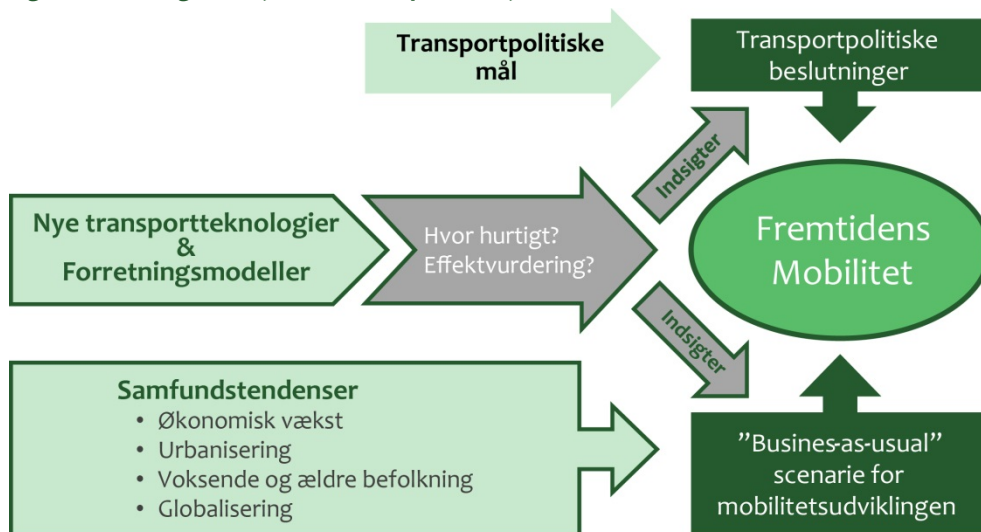 Transportpolitiske
mål
Transportpolitiske
beslutninger
Indsigter
Nye transportteknologier
&
Forretningsmodeller
Hvor hurtigt?
Effektvurdering?
Fremtidens
Mobilitet
Indsigter
Samfundstendenser
• Økonomisk vækst
• Urbanisering
• Voksende og ældre befolkning
• Globalisering
”Busines-as-usual”
scenarie for
mobilitetsudviklingen